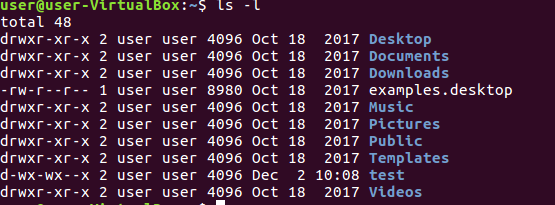 user@user-VirtualBox:~$ ls -l
total 48
drwxr-xr-x 2 user user 4096 Oct 18  2017 Desktop
drwxr-xr-x 2 user user 4096 Oct 18  2017 Documents
drwxr-xr-x 2 user user 4096 Oct 18  2017 Downloads
-rw-r--r-- 1 user user 8980 Oct 18  2017 examples.desktop
drwxr-xr-x 2 user user 4096 Oct 18  2017 Music
drwxr-xr-x 2 user user 4096 Oct 18  2017 Pictures
drwxr-xr-x 2 user user 4096 Oct 18  2017 Public
drwxr-xr-x 2 user user 4096 Oct 18  2017 Templates
d-wx-wx--x 2 user user 4096 Dec  2 10:08 test
drwxr-xr-x 2 user user 4096 Oct 18  2017 Videos
user@user-VirtualBox:~$